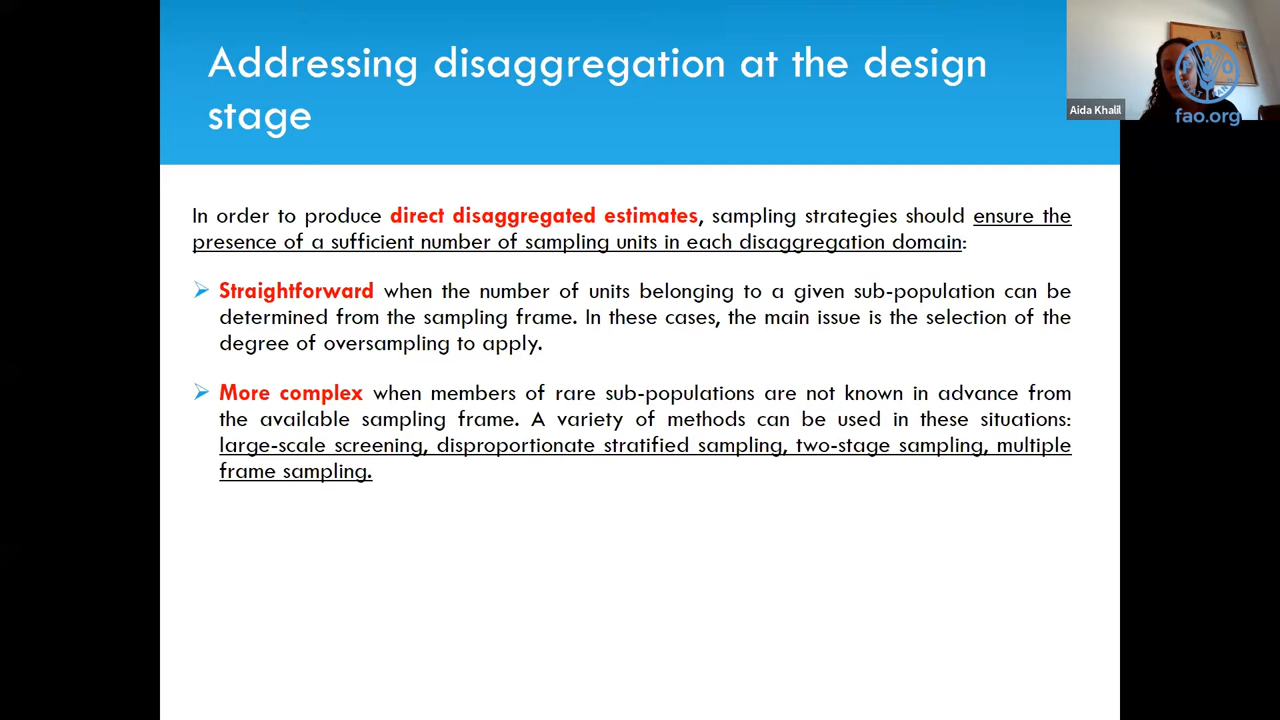 Addressing disaggregation at the design
stage
Aida Khalil
fao.org
In order to produce direct disaggregated estimates, sampling strategies should ensure the
presence of a sufficient number of sampling units in each disaggregation domain:
Straightforward when the number of units belonging to a given sub-population can be
determined from the sampling frame. In these cases, the main issue is the selection of the
degree of oversampling to apply.
More complex when members of rare sub-populations are not known in advance from
the available sampling frame. A variety of methods can be used in these situations:
large-scale screening, disproportionate stratified sampling, two-stage sampling, multiple
frame sampling.